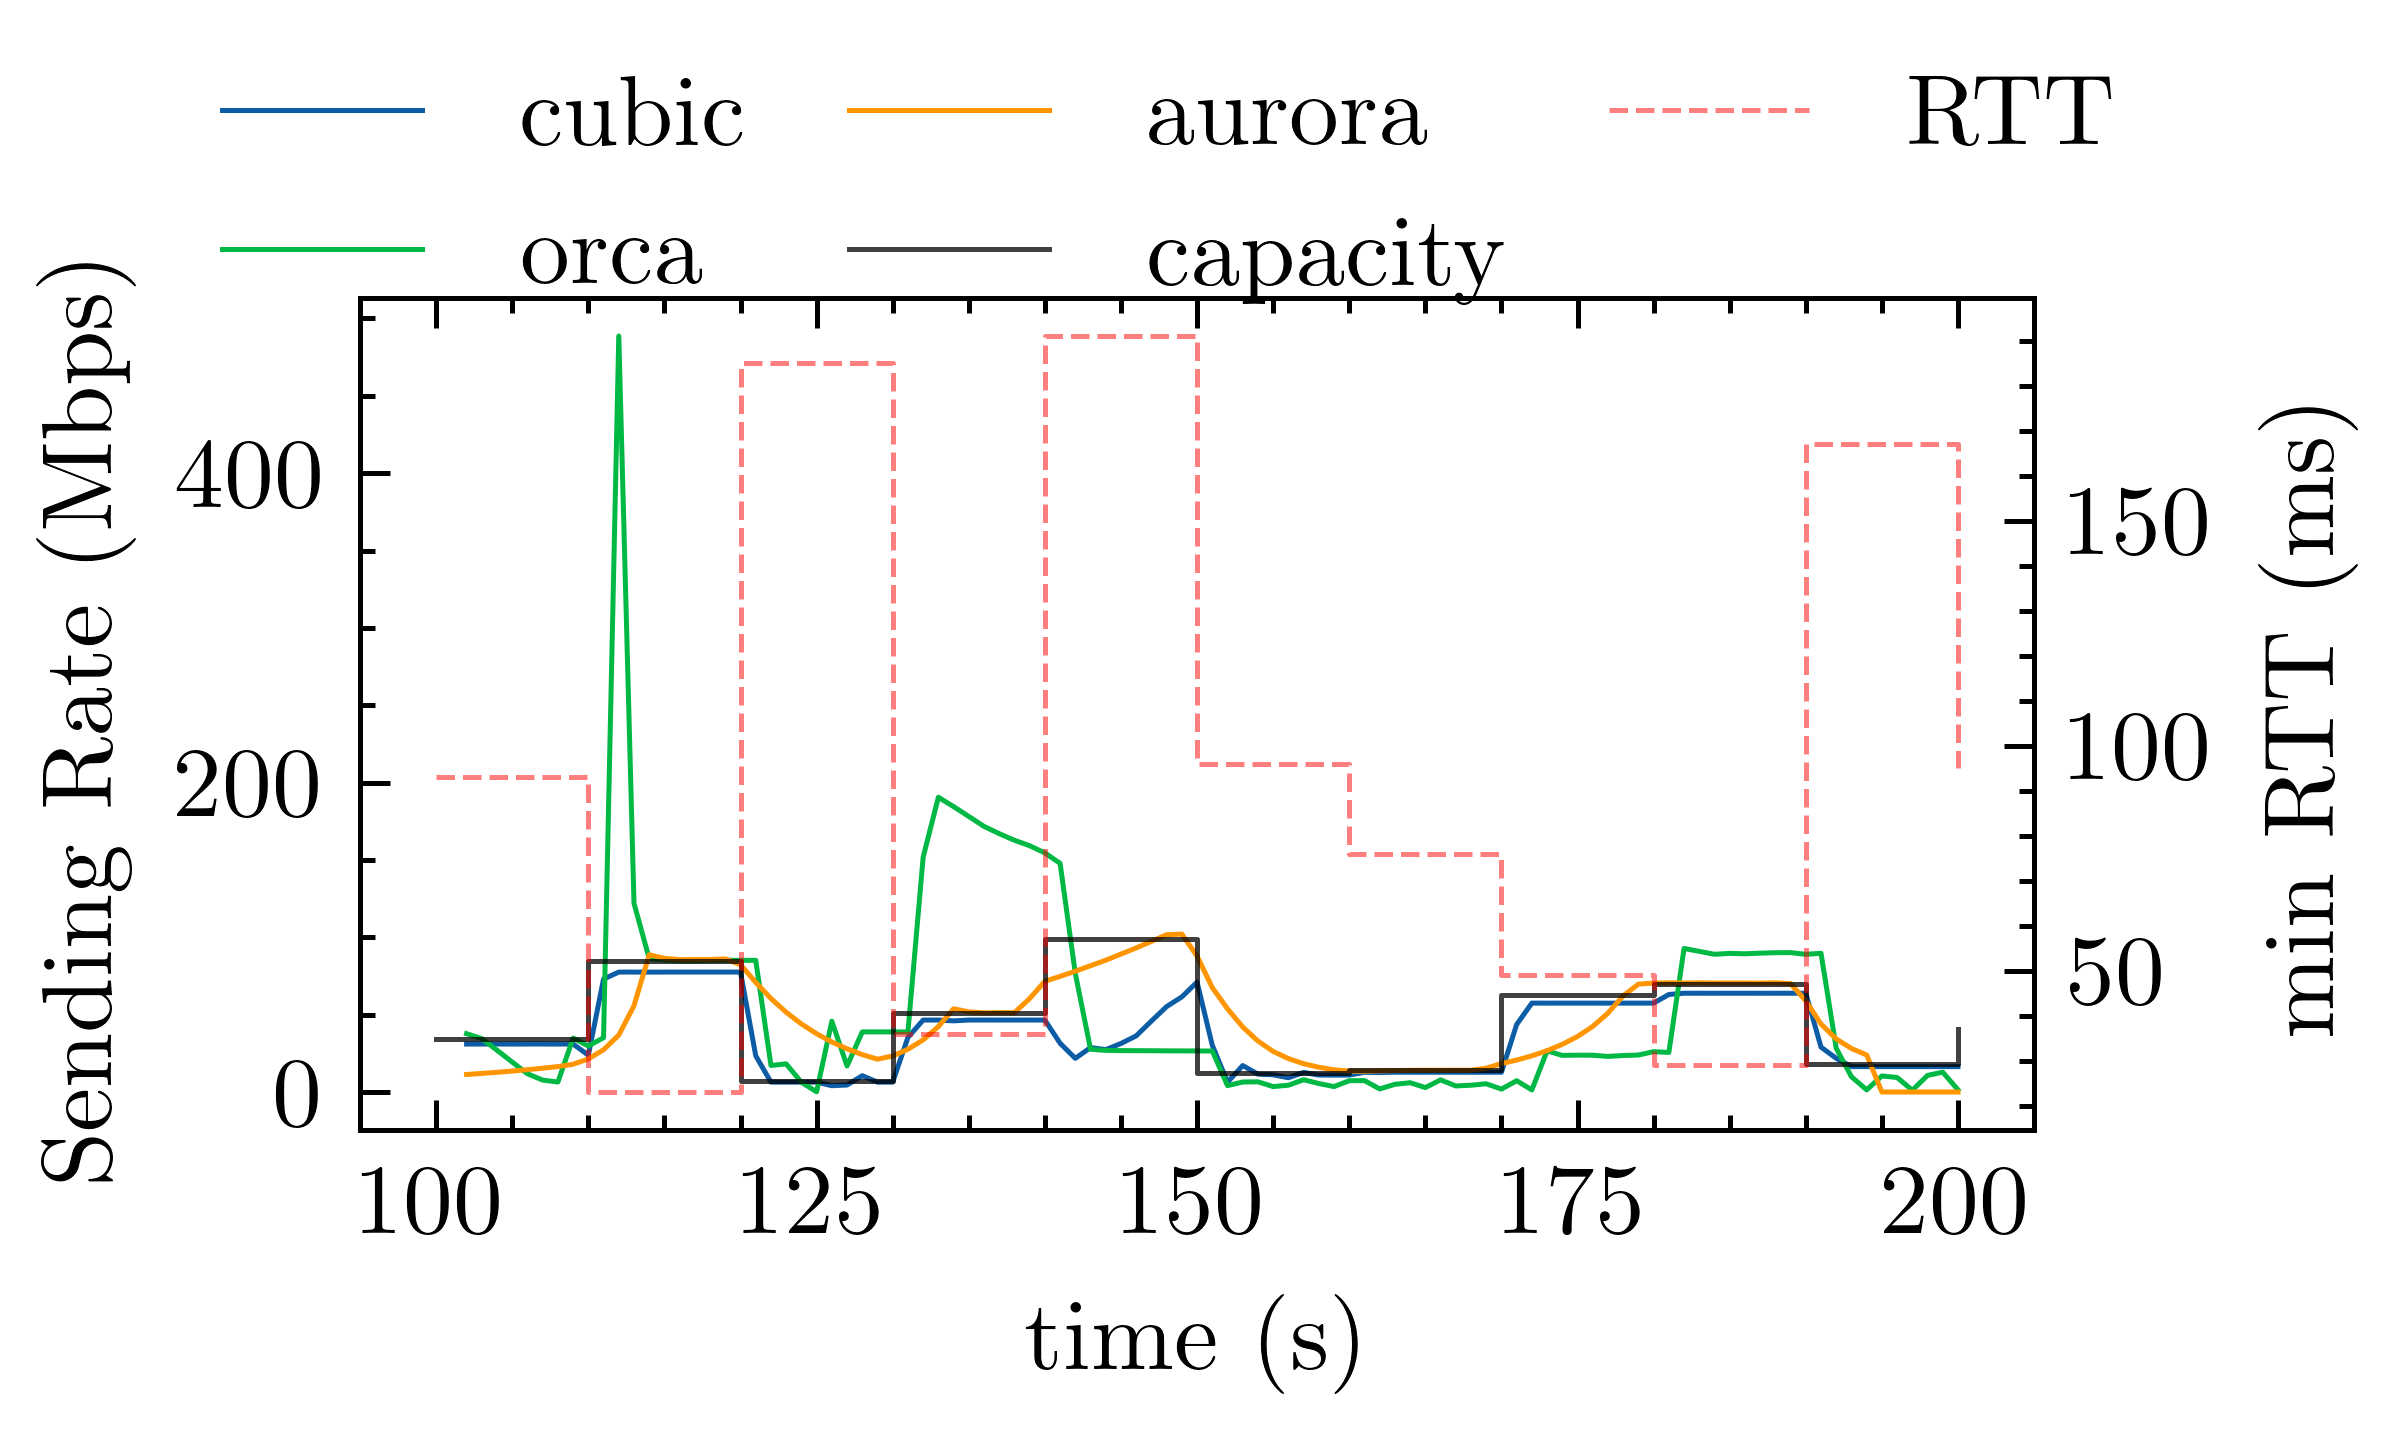 cubic aurora RTT
orca capacity
Sending Rate (Mbps)
400
200
0
150
100
50
min RTT (ms)
100 125 150 175 200
time (s)